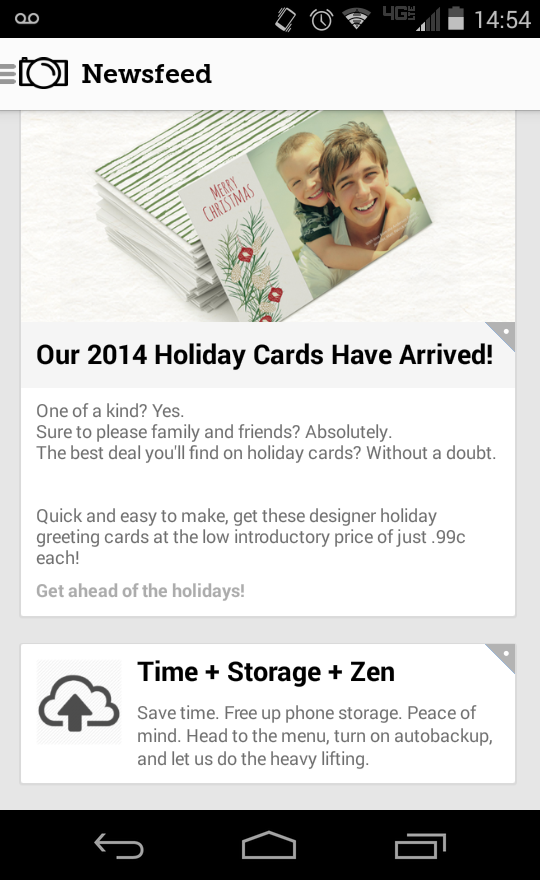 4G LTE 14:54
Newsfeed
MERRY
CHRISTMAS
Our 2014 Holiday Cards Have Arrived!
One of a kind? Yes.
Sure to please family and friends? Absolutely.
The best deal you'll find on holiday cards? Without a doubt.
Quick and easy to make, get these designer holiday
greeting cards at the low introductory price of just .99c
each!
Get ahead of the holidays!
Time + Storage + Zen
Save time. Free up phone storage. Peace of
mind. Head to the menu, turn on autobackup,
and let us do the heavy lifting.